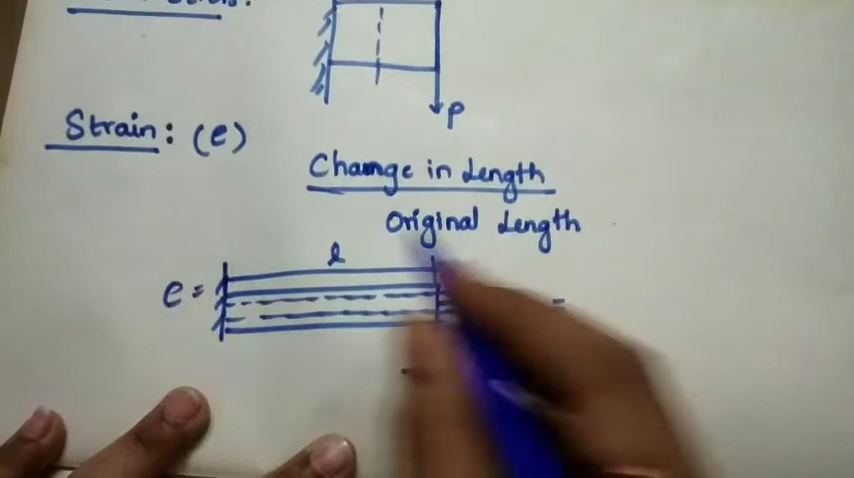 P
Strain: (e)
Change in Length
Original Length
l
e =